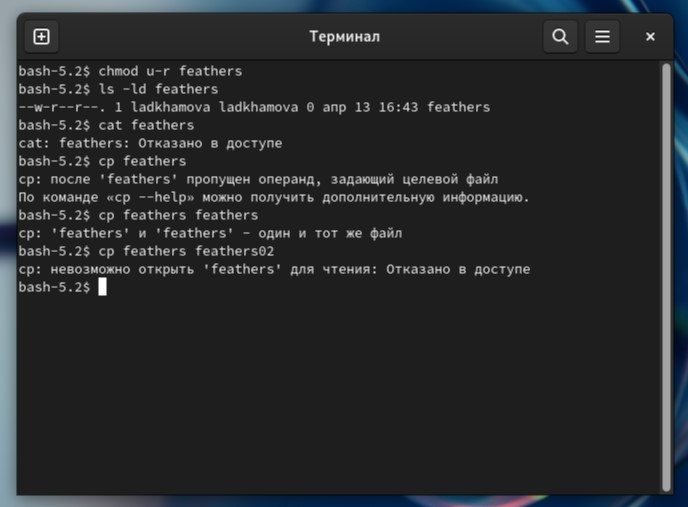 Терминал
bash-5.2$ chmod u-r feathers
bash-5.2$ ls -ld feathers
--w-r--r--. 1 ladkhamova ladkhamova 0 апр 13 16:43 feathers
bash-5.2$ cat feathers
cat: feathers: Отказано в доступе
bash-5.2$ cp feathers
cp: после 'feathers' пропущен операнд, задающий целевой файл
По команде «cp --help» можно получить дополнительную информацию.
bash-5.2$ cp feathers feathers
cp: 'feathers' и 'feathers' - один и тот же файл
bash-5.2$ cp feathers feathers02
cp: невозможно открыть 'feathers' для чтения: Отказано в доступе
bash-5.2$